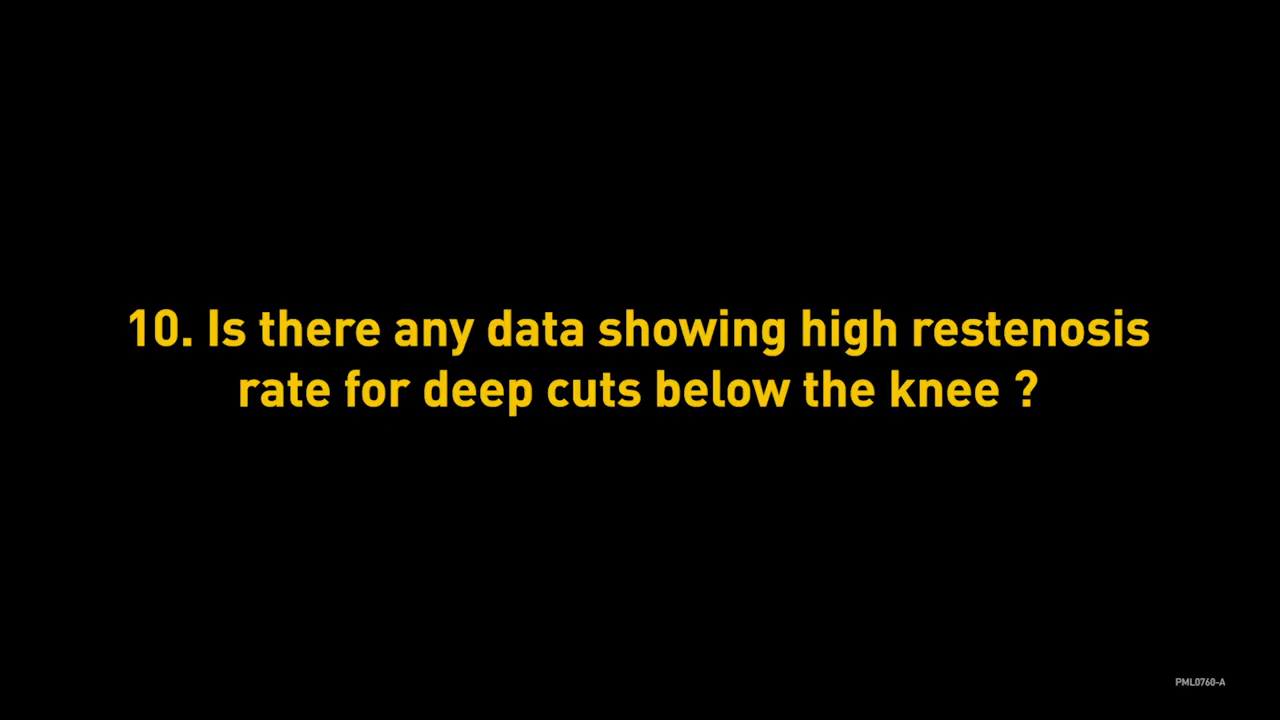 10. Is there any data showing high restenosis
rate for deep cuts below the knee ?
PML0760-A